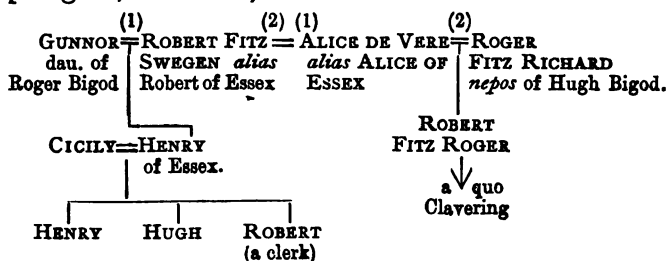 (1) (2) (1) (2)
GUNNOR=ROBERT FITZ=ALICE DE VERE=ROGER
dau. of SWEGEN alias alias ALICE OF FITZ RICHARD
Roger Bigod Robert of Essex ESSEX nepos of Hugh Bigod.
ROBERT
CICILY=HENRY FITZ ROGER
of Essex.
a quo
Clavering
HENRY HUGH ROBERT
(a clerk)